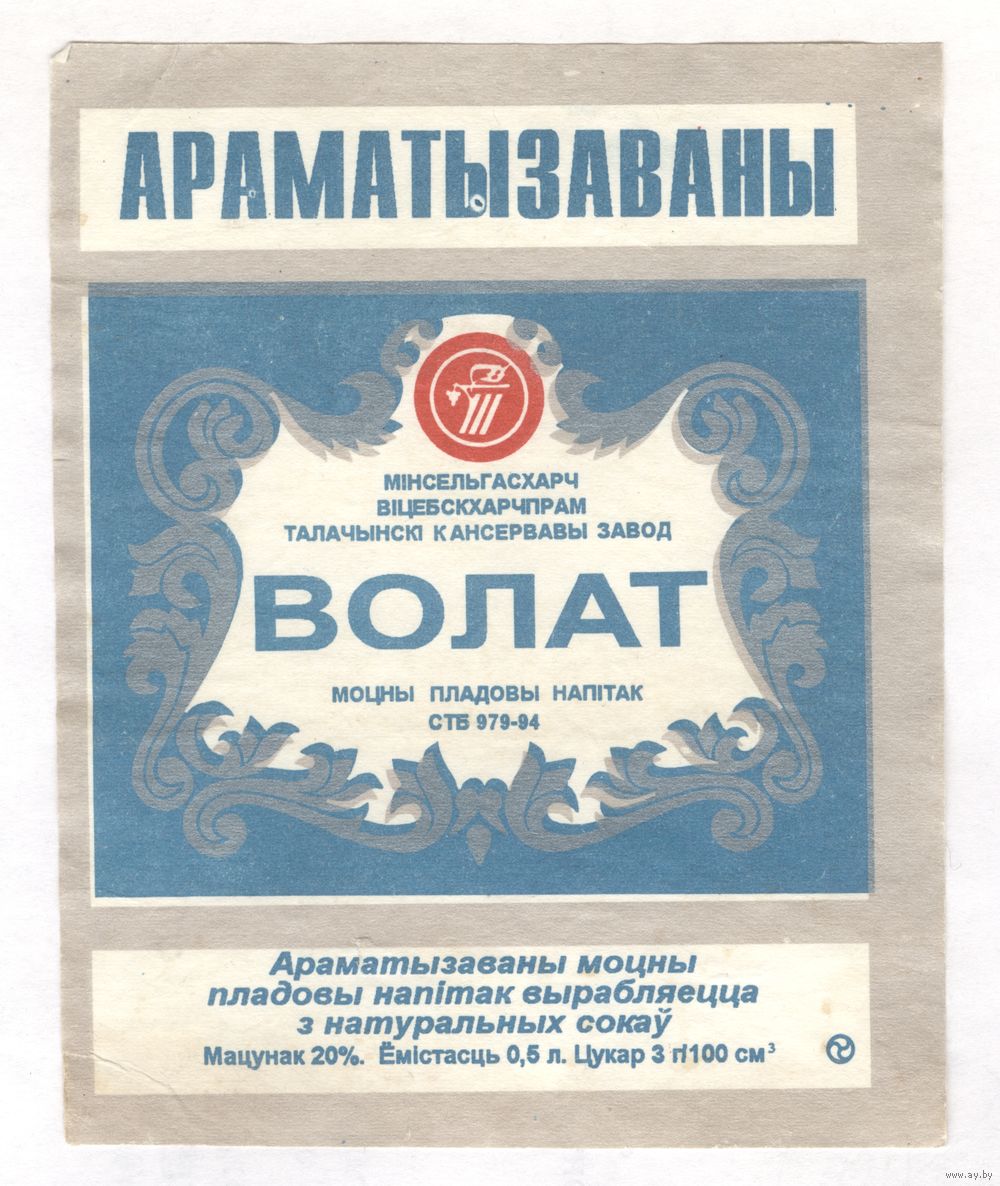 АРАМАТЫЗАВАНЫ
МІНСЕЛЬГАСХАРЧ
ВІЦЕБСКХАРЧПРАМ
ТАЛАЧЫНСКІ КАНСЕРВАВЫ ЗАВОД
ВОЛАТ
МОЦНЫ ПЛАДОВЫ НАПІТАК
СТБ 979-94
Араматызаваны моцны
пладовы напітак вырабляецца
з натуральных сокаў
Мацунак 20%. Ёмістасць 0,5 л. Цукар 3 г/100 см³
www.ay.by